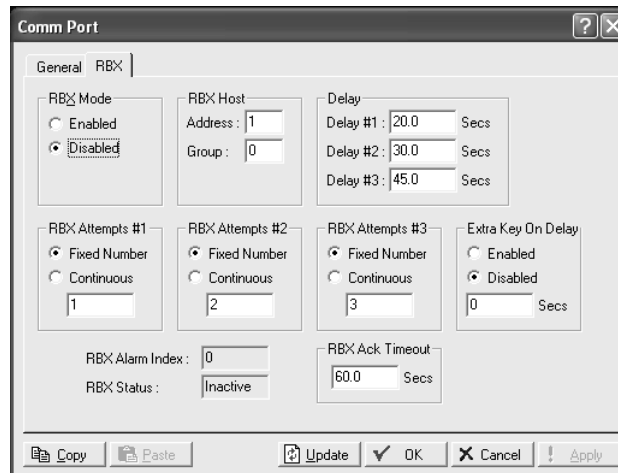 Comm Port
General RBX
RBX Mode
Enabled
Disabled
RBX Host
Address : 1
Group : 0
Delay
Delay #1 : 20.0 Secs
Delay #2 : 30.0 Secs
Delay #3 : 45.0 Secs
RBX Attempts #1
Fixed Number
Continuous
1
RBX Attempts #2
Fixed Number
Continuous
2
RBX Attempts #3
Fixed Number
Continuous
3
Extra Key On Delay
Enabled
Disabled
0 Secs
RBX Alarm Index : 0
RBX Status : Inactive
RBX Ack Timeout
60.0 Secs
Copy Paste Update OK Cancel Apply